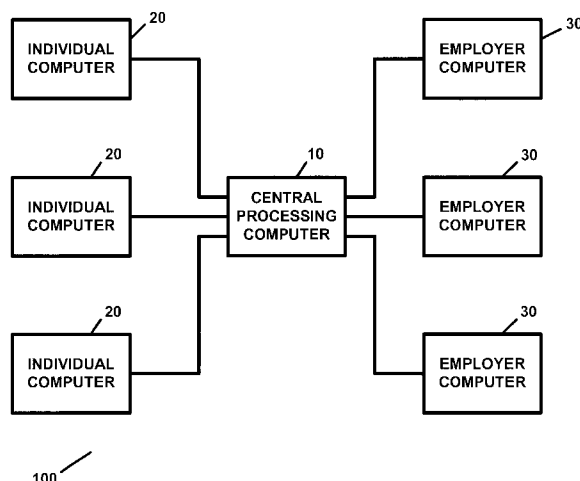 20
INDIVIDUAL
COMPUTER
30
EMPLOYER
COMPUTER
20
INDIVIDUAL
COMPUTER
10
CENTRAL
PROCESSING
COMPUTER
30
EMPLOYER
COMPUTER
20
INDIVIDUAL
COMPUTER
30
EMPLOYER
COMPUTER
100